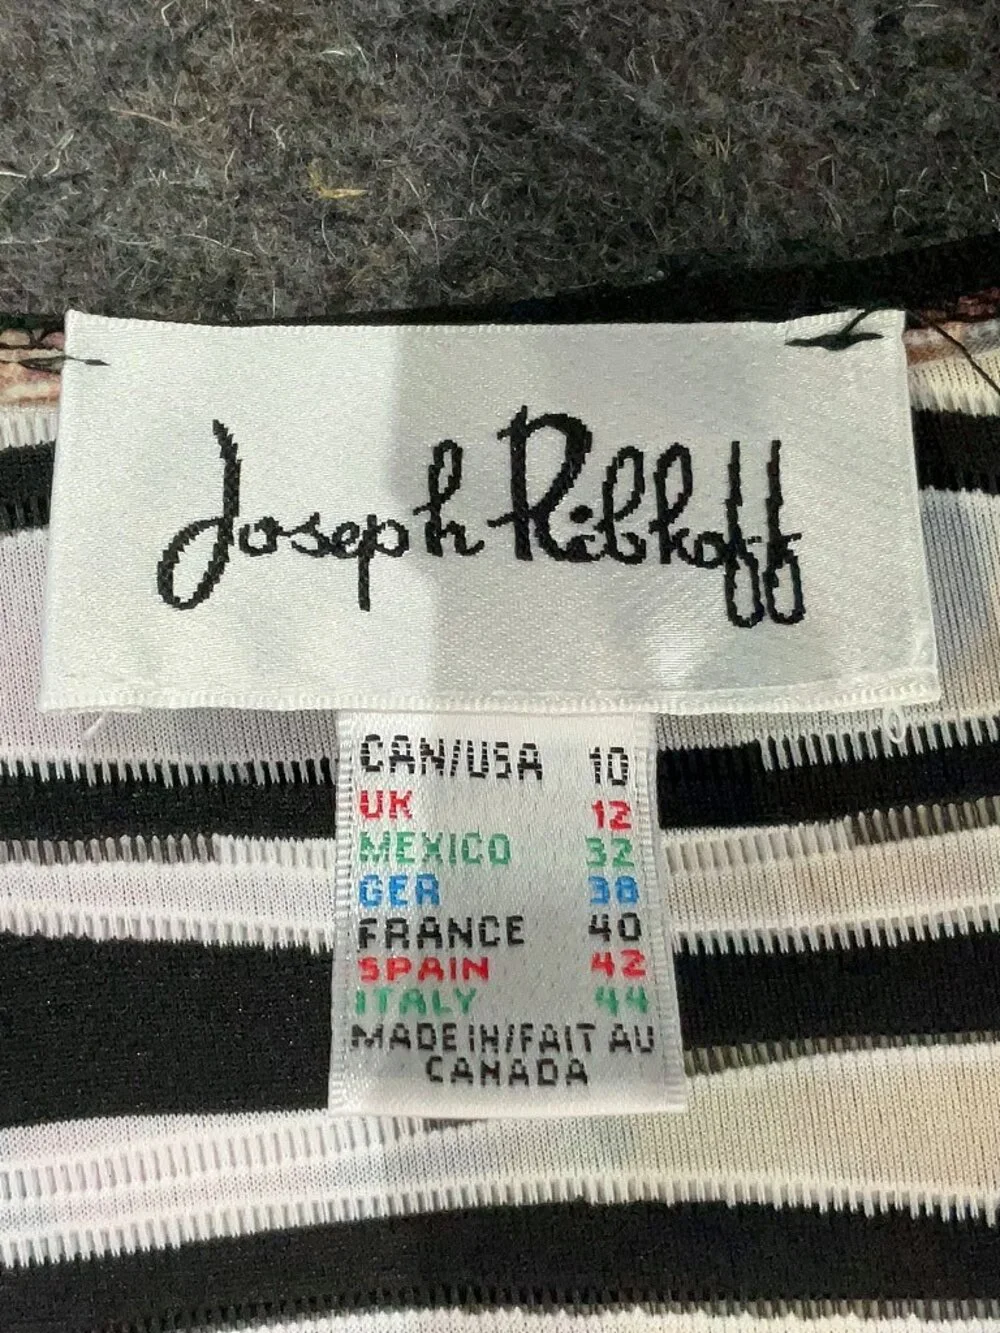 Joseph Ribkoff
CAN/USA 10
UK 12
MEXICO 32
GER 38
FRANCE 40
SPAIN 42
ITALY 44
MADE IN/FAIT AU
CANADA